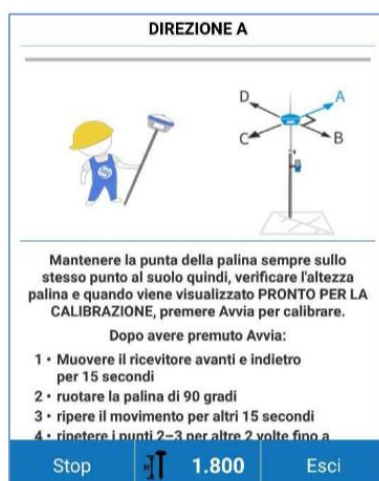 DIREZIONE A
D
A
C
B
Mantenere la punta della palina sempre sullo
stesso punto al suolo quindi, verificare l'altezza
palina e quando viene visualizzato PRONTO PER LA
CALIBRAZIONE, premere Avvia per calibrare.
Dopo avere premuto Avvia:
1 • Muovere il ricevitore avanti e indietro
per 15 secondi
2 • ruotare la palina di 90 gradi
3 • ripere il movimento per altri 15 secondi
4 • ripetere i punti 2–3 per altre 2 volte fino a
Stop
H
1.800
Esci